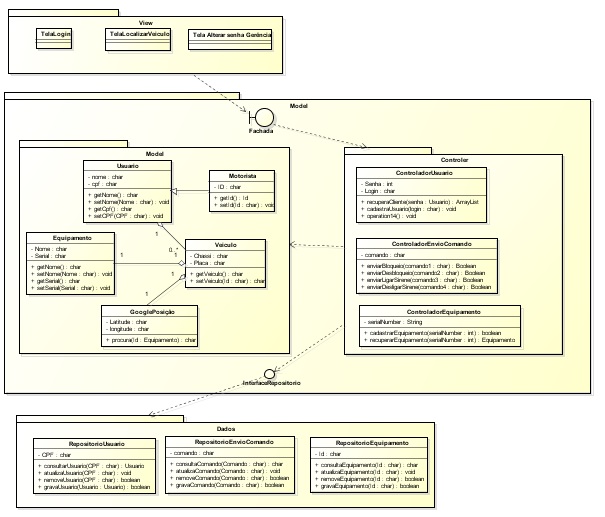 View
TelaLogin
TelaLocalizarVeiculo
Tela Alterar senha Gerência
Model
Fachada
Model
Usuario
- nome : char
- cpf : char
+ getNome() : char
+ setNome(Nome : char) : void
+ getCpf() : char
+ setCPF(CPF : char) : void
Motorista
- ID : char
+ getId() : Id
+ setId(Id : char) : void
1
0..*
Equipamento
- Nome : char
- Serial : char
+ getNome() : char
+ setNome(Nome : char) : void
+ getSerial() : char
+ setSerial(Serial : char) : void
1
1
Veiculo
- Chassi : char
- Placa : char
+ getVeiculo() : char
+ setVeiculo(Id : char) : char
1
1
GooglePosição
- Latitude : char
- longitude : char
+ procura(Id : Equipamento) : char
Controler
ControladorUsuario
- Senha : int
- Login : char
+ recuperaCliente(senha : Usuario) : ArrayList
+ cadastraUsuario(login : char) : void
+ operation14() : void
ControladorEnvioComando
- comando : char
+ enviarBloqueio(comando1 : char) : Boolean
+ enviarDesbloqueio(comando2 : char) : Boolean
+ enviarLigarSirene(comando3 : char) : Boolean
+ enviarDesligarSirene(comando4 : char) : Boolean
ControladorEquipamento
- serialNumber : String
+ cadastrarEquipamento(serialNumber : int) : boolean
+ recuperarEquipamento(serialNumber : int) : Equipamento
InterfaceRepositorio
Dados
RepositorioUsuario
- CPF : char
+ consultarUsuario(CPF : char) : Usuario
+ atualizaUsuario(CPF : char) : void
+ removeUsuario(CPF : char) : boolean
+ gravaUsuario(Usuario : Usuario) : boolean
RepositorioEnvioComando
- comando : char
+ consultaComando(Comando : char) : char
+ atualizaComando(Comando : char) : void
+ removeComando(Comando : char) : boolean
+ gravaComando(Comando : char) : boolean
RepositorioEquipamento
- Id : char
+ consultaEquipamento(Id : char) : char
+ atualizaEquipamento(Id : char) : void
+ removeEquipamento(Id : char) : boolean
+ gravaEquipamento(Id : char) : boolean